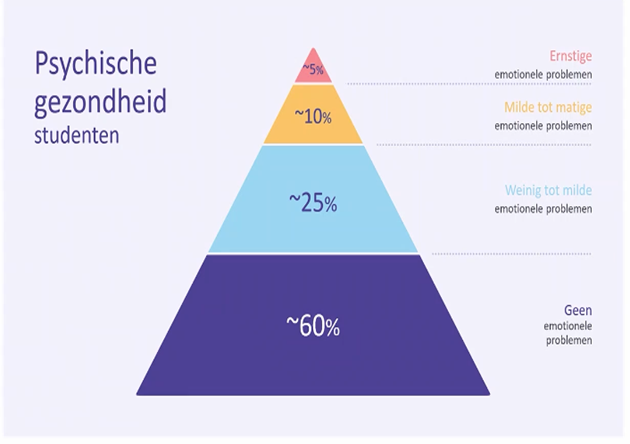 Psychische
gezondheid
studenten
~5%
Ernstige
emotionele problemen
~10%
Milde tot matige
emotionele problemen
~25%
Weinig tot milde
emotionele problemen
~60%
Geen
emotionele
problemen